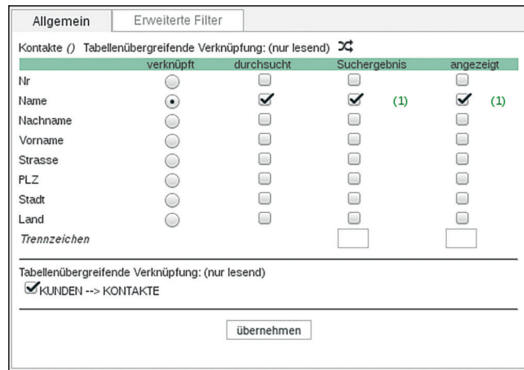 Allgemein Erweiterte Filter
Kontakte () Tabellenübergreifende Verknüpfung: (nur lesend)
verknüpft durchsucht Suchergebnis angezeigt
Nr
Name (1) (1)
Nachname
Vorname
Strasse
PLZ
Stadt
Land
Trennzeichen
Tabellenübergreifende Verknüpfung: (nur lesend)
KUNDEN --> KONTAKTE
übernehmen